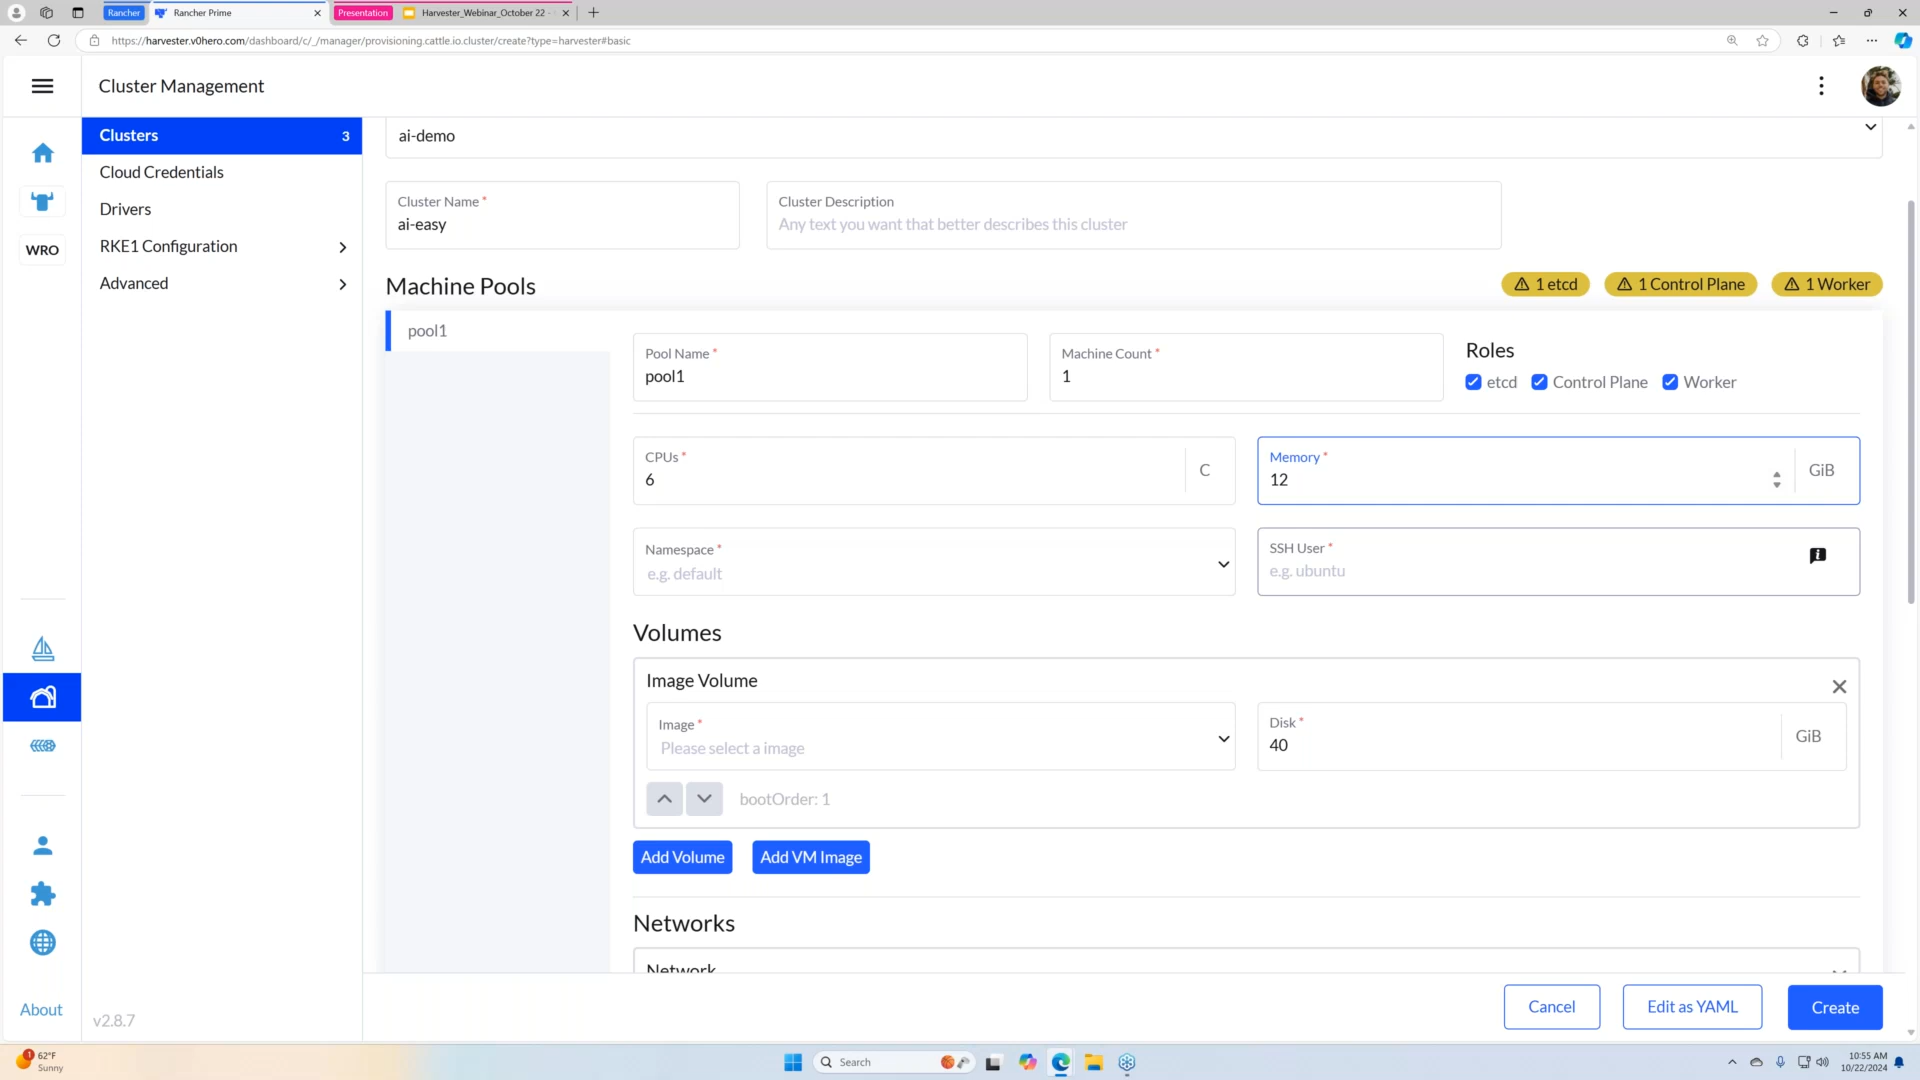 Rancher
Rancher Prime
Presentation
Harvester_Webinar_October 22 -
https://harvester.v0hero.com/dashboard/c/_/manager/provisioning.cattle.io.cluster/create?type=harvester#basic
Cluster Management
Clusters
3
Cloud Credentials
Drivers
RKE1 Configuration
Advanced
WRO
About
v2.8.7
ai-demo
Cluster Name *
ai-easy
Cluster Description
Any text you want that better describes this cluster
Machine Pools
1 etcd
1 Control Plane
1 Worker
pool1
Pool Name *
pool1
Machine Count *
1
Roles
etcd
Control Plane
Worker
CPUs *
6
C
Memory *
12
GiB
Namespace *
e.g. default
SSH User *
e.g. ubuntu
Volumes
Image Volume
Image *
Please select a image
Disk *
40
GiB
bootOrder: 1
Add Volume
Add VM Image
Networks
Network
Cancel
Edit as YAML
Create
1
62°F
Sunny
Search
10:55 AM
10/22/2024